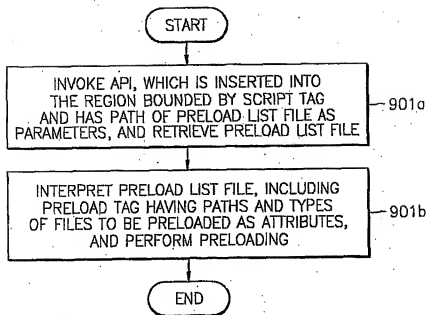 START
INVOKE API, WHICH IS INSERTED INTO
THE REGION BOUNDED BY SCRIPT TAG
AND HAS PATH OF PRELOAD LIST FILE AS
PARAMETERS, AND RETRIEVE PRELOAD LIST FILE
901a
INTERPRET PRELOAD LIST FILE, INCLUDING
PRELOAD TAG HAVING PATHS AND TYPES
OF FILES TO BE PRELOADED AS ATTRIBUTES,
AND PERFORM PRELOADING
901b
END